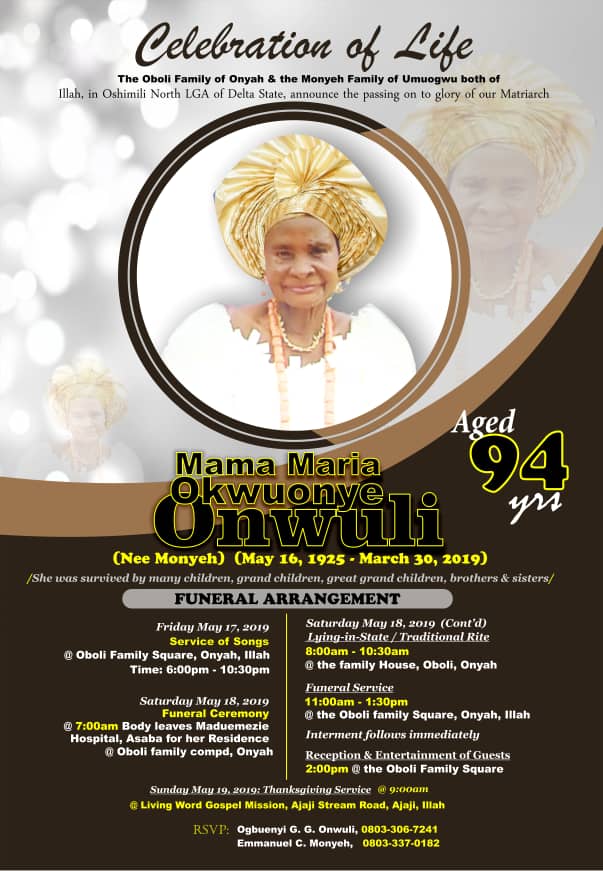 Celebration of Life
The Oboli Family of Onyah & the Monyeh Family of Umuogwu both of
Illah, in Oshimili North LGA of Delta State, announce the passing on to glory of our Matriarch
Aged
94
yrs
Mama Maria
Okwuonye
Onwuli
(Nee Monyeh) (May 16, 1925 - March 30, 2019)
/She was survived by many children, grand children, great grand children, brothers & sisters/
FUNERAL ARRANGEMENT
Friday May 17, 2019
Service of Songs
@ Oboli Family Square, Onyah, Illah
Time: 6:00pm - 10:30pm
Saturday May 18, 2019
Funeral Ceremony
@ 7:00am Body leaves Maduemezie
Hospital, Asaba for her Residence
@ Oboli family compd, Onyah
Saturday May 18, 2019 (Cont'd)
Lying-in-State / Traditional Rite
8:00am - 10:30am
@ the family House, Oboli, Onyah
Funeral Service
11:00am - 1:30pm
@ the Oboli family Square, Onyah, Illah
Interment follows immediately
Reception & Entertainment of Guests
2:00pm @ the Oboli Family Square
Sunday May 19, 2019: Thanksgiving Service @ 9:00am
@ Living Word Gospel Mission, Ajaji Stream Road, Ajaji, Illah
RSVP: Ogbuenyi G. G. Onwuli, 0803-306-7241
Emmanuel C. Monyeh, 0803-337-0182